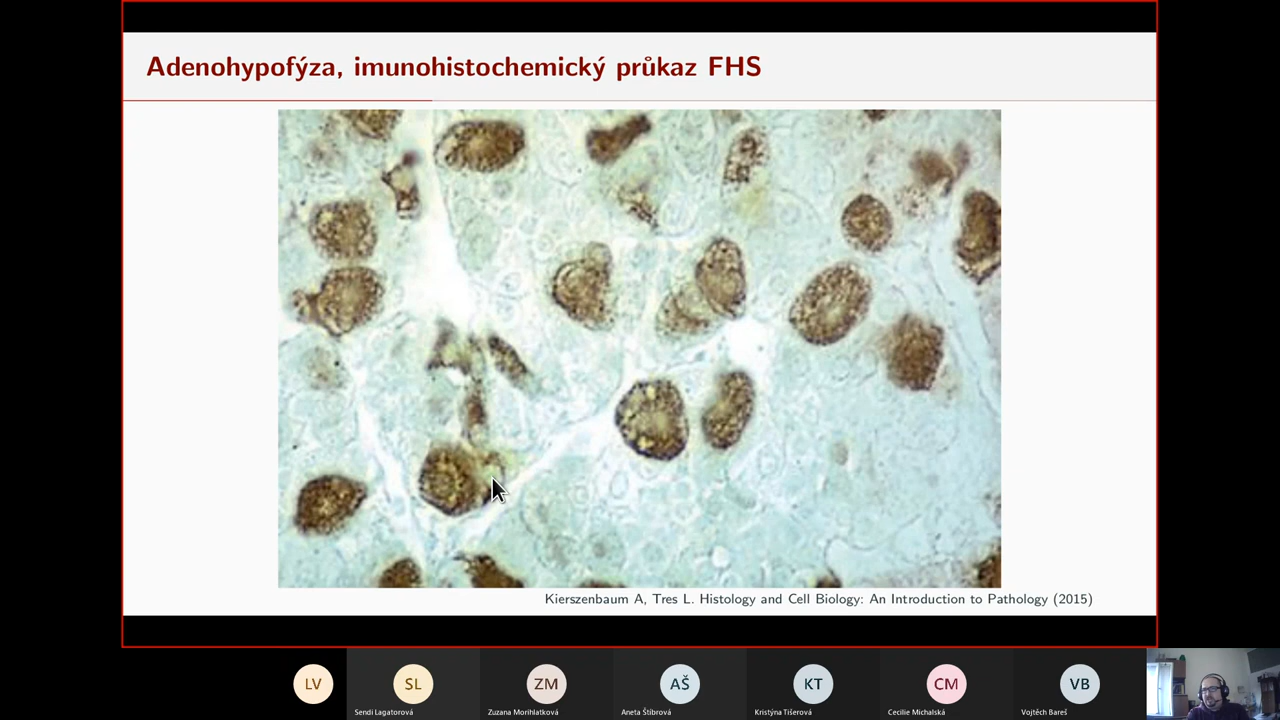 Adenohypofýza, imunohistochemický průkaz FHS
Kierszenbaum A, Tres L. Histology and Cell Biology: An Introduction to Pathology (2015)
LV
SL
ZM
AŠ
KT
CM
VB
Sendi Lagatorová
Zuzana Morihlatková
Aneta Štibrová
Kristýna Tišerová
Cecilie Michalská
Vojtěch Bareš